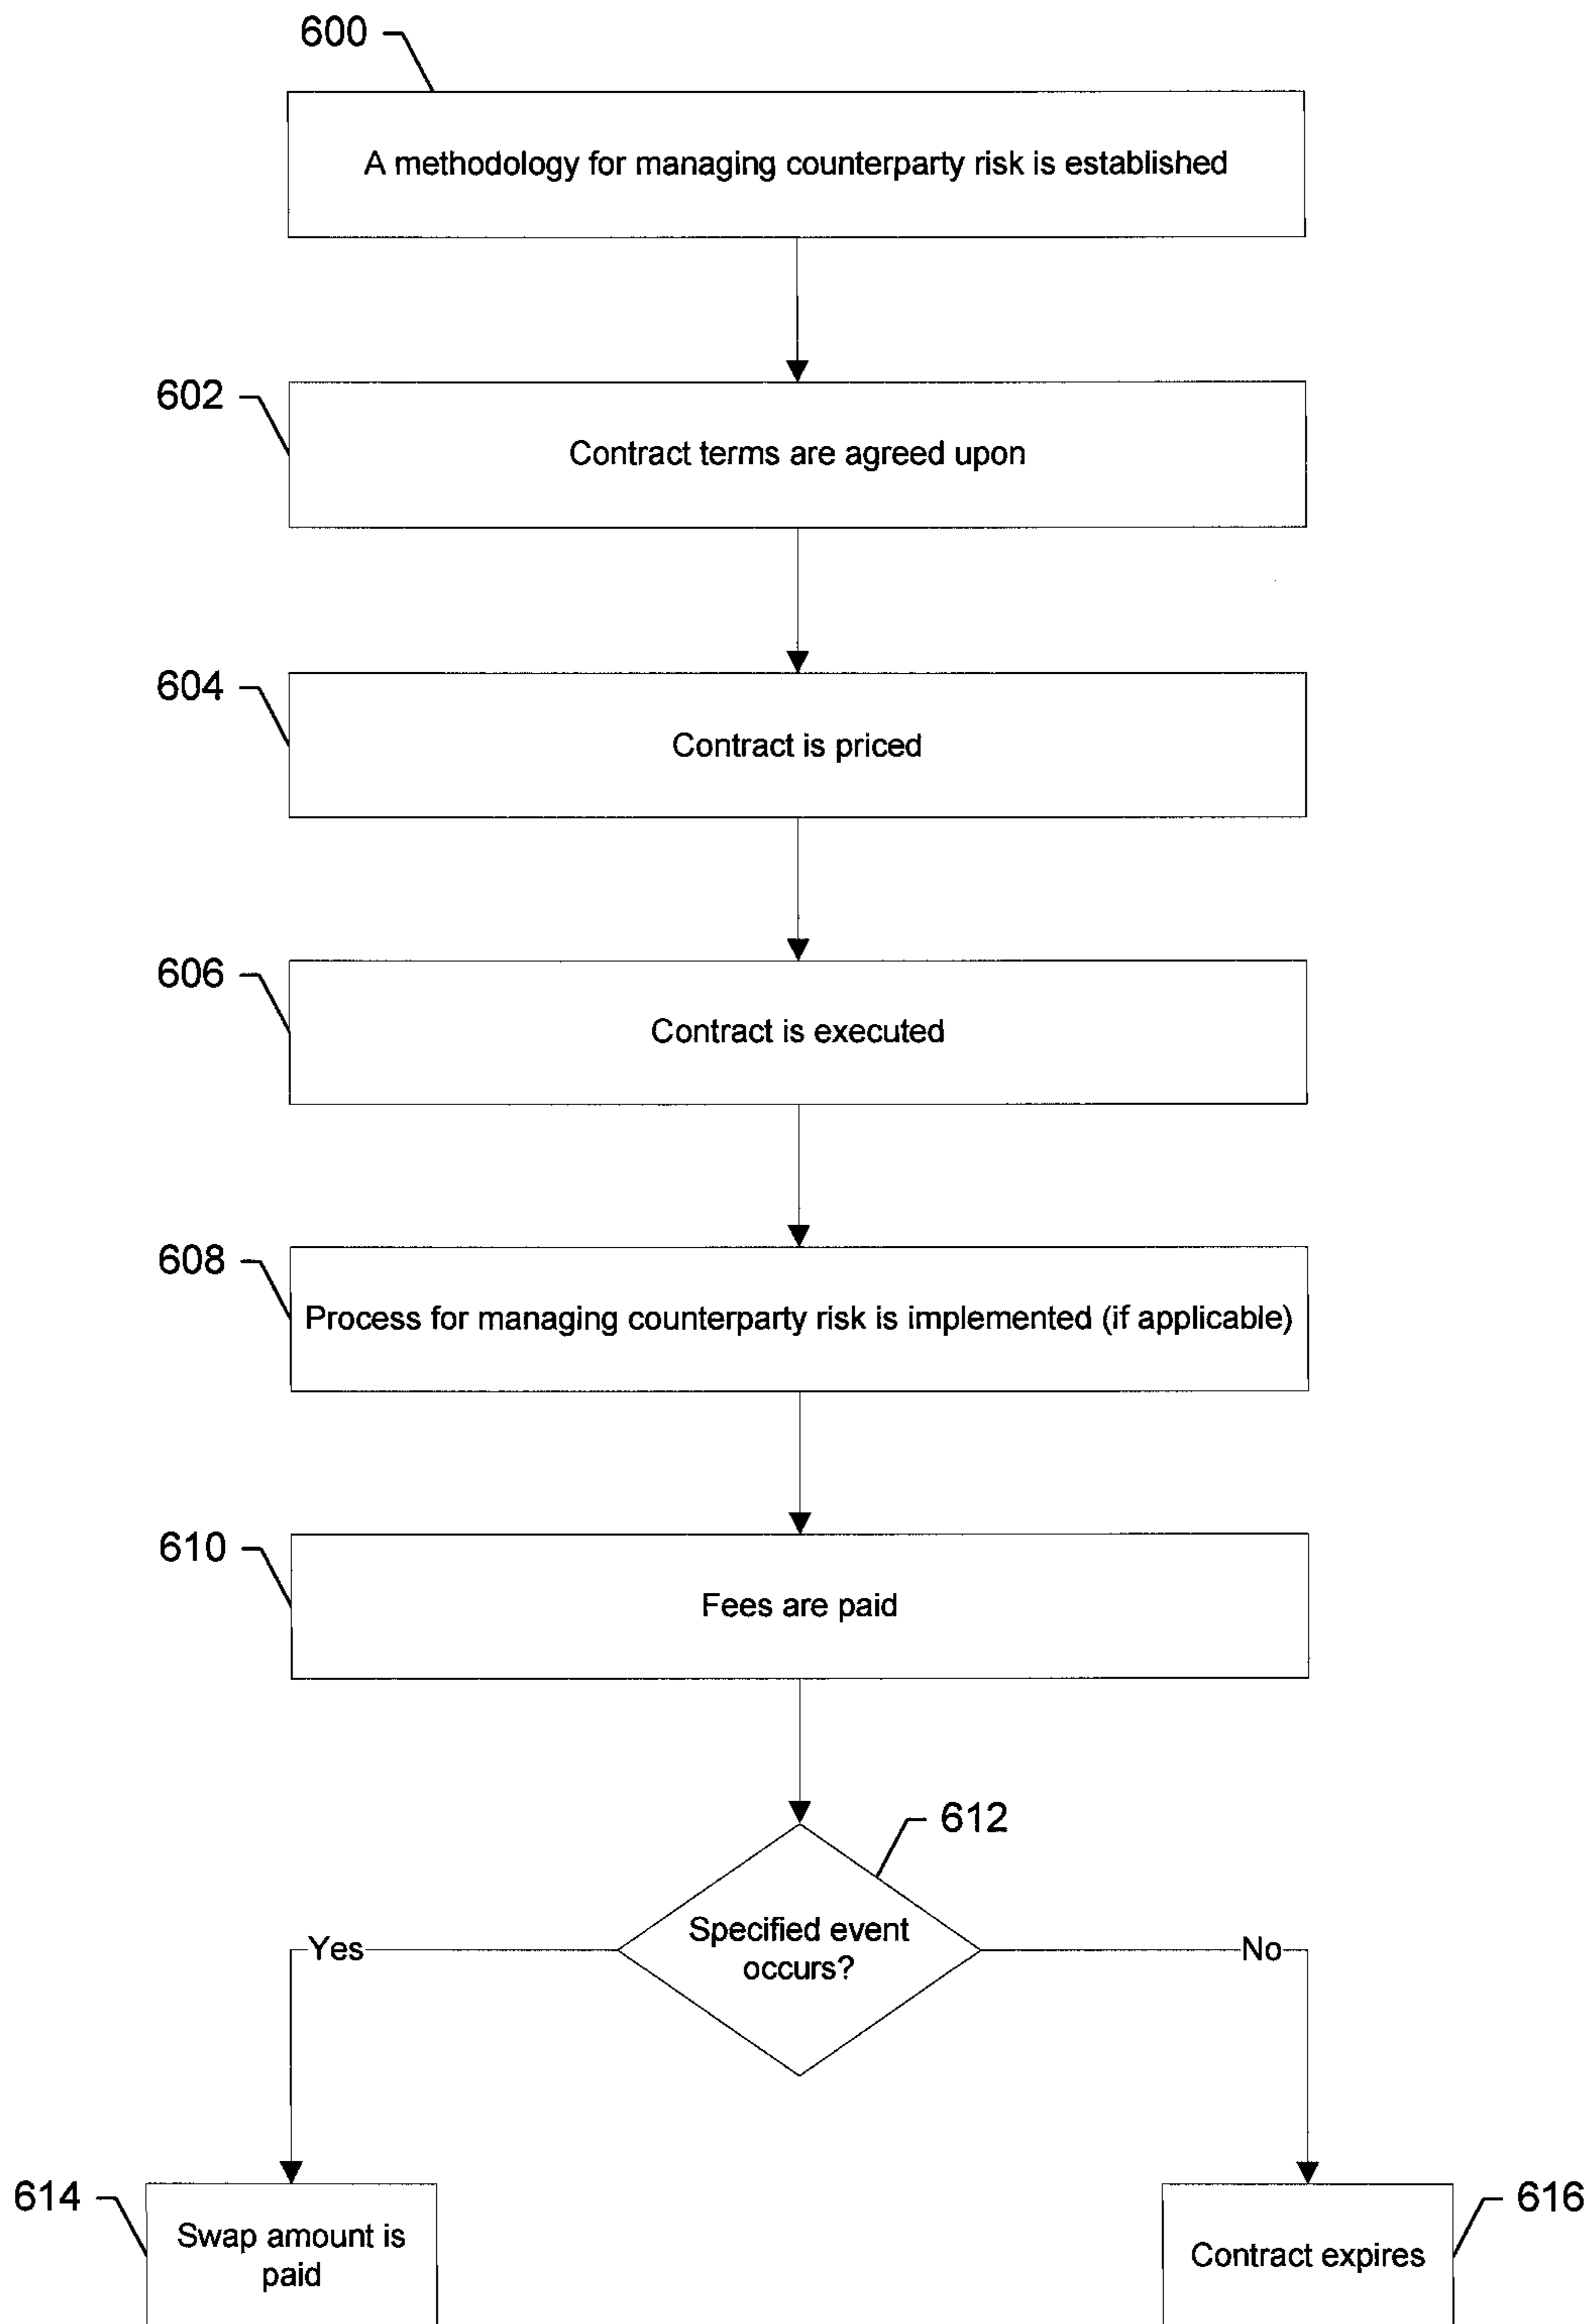 600
A methodology for managing counterparty risk is established
602
Contract terms are agreed upon
604
Contract is priced
606
Contract is executed
608
Process for managing counterparty risk is implemented (if applicable)
610
Fees are paid
612
Specified event
occurs?
Yes
No
614
Swap amount is
paid
616
Contract expires